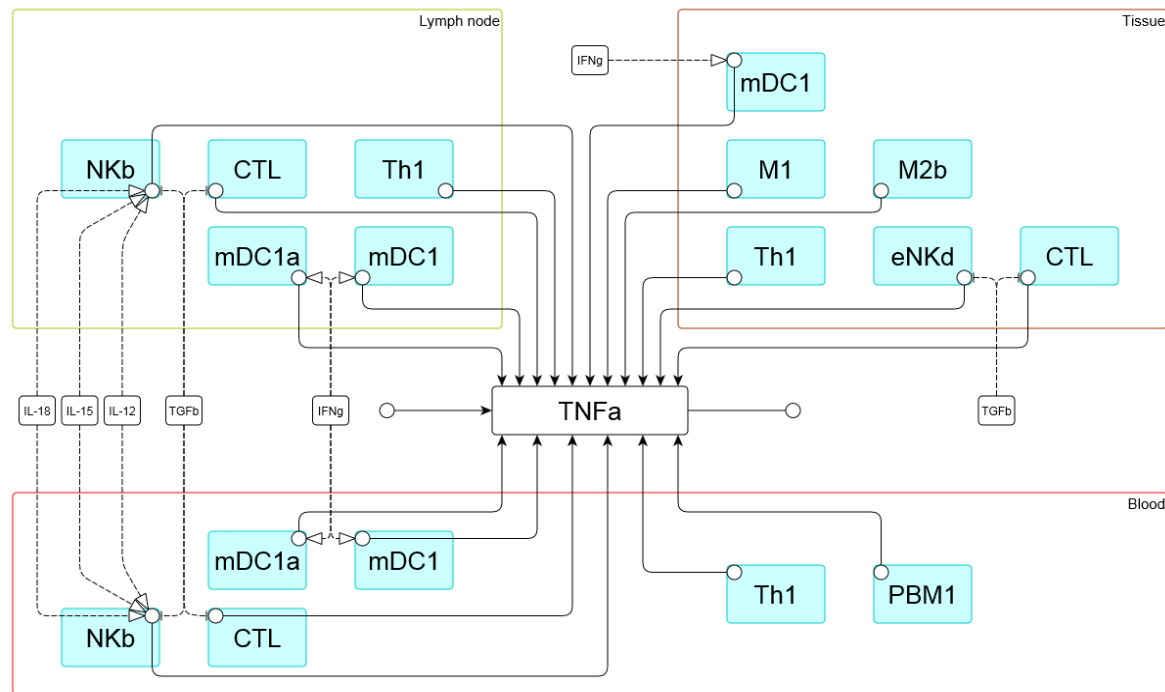 Lymph node
Tissue
IFNg
mDC1
NKb
CTL
Th1
M1
M2b
mDC1a
mDC1
Th1
eNKd
CTL
IL-18
IL-15
IL-12
TGFb
IFNg
TNFa
TGFb
Blood
mDC1a
mDC1
Th1
PBM1
NKb
CTL